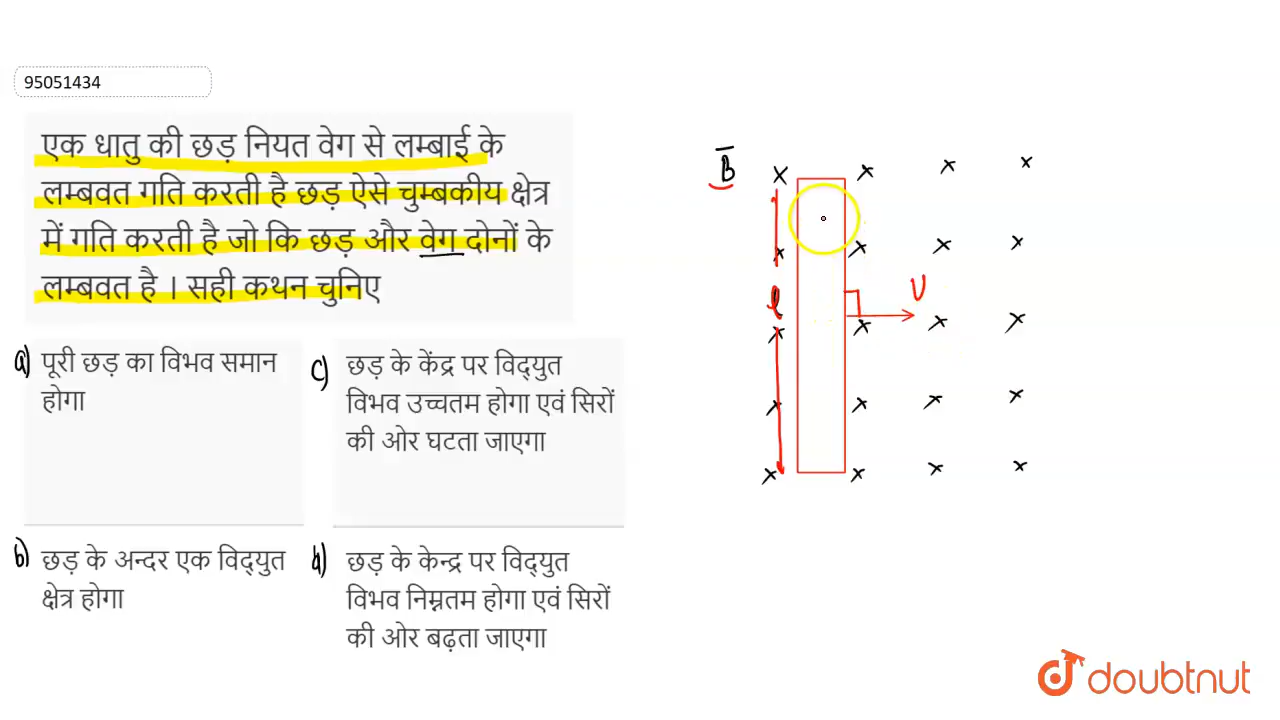 95051434
एक धातु की छड़ नियत वेग से लम्बाई के
लम्बवत गति करती है छड़ ऐसे चुम्बकीय क्षेत्र
में गति करती है जो कि छड़ और वेग दोनों के
लम्बवत है । सही कथन चुनिए
a) पूरी छड़ का विभव समान
होगा
b) छड़ के अन्दर एक विद्युत
क्षेत्र होगा
c) छड़ के केंद्र पर विद्युत
विभव उच्चतम होगा एवं सिरों
की ओर घटता जाएगा
d) छड़ के केन्द्र पर विद्युत
विभव निम्नतम होगा एवं सिरों
की ओर बढ़ता जाएगा
B
x x x x
x x x x
l
U
x x x x
x x x x
x x x x
doubtnut